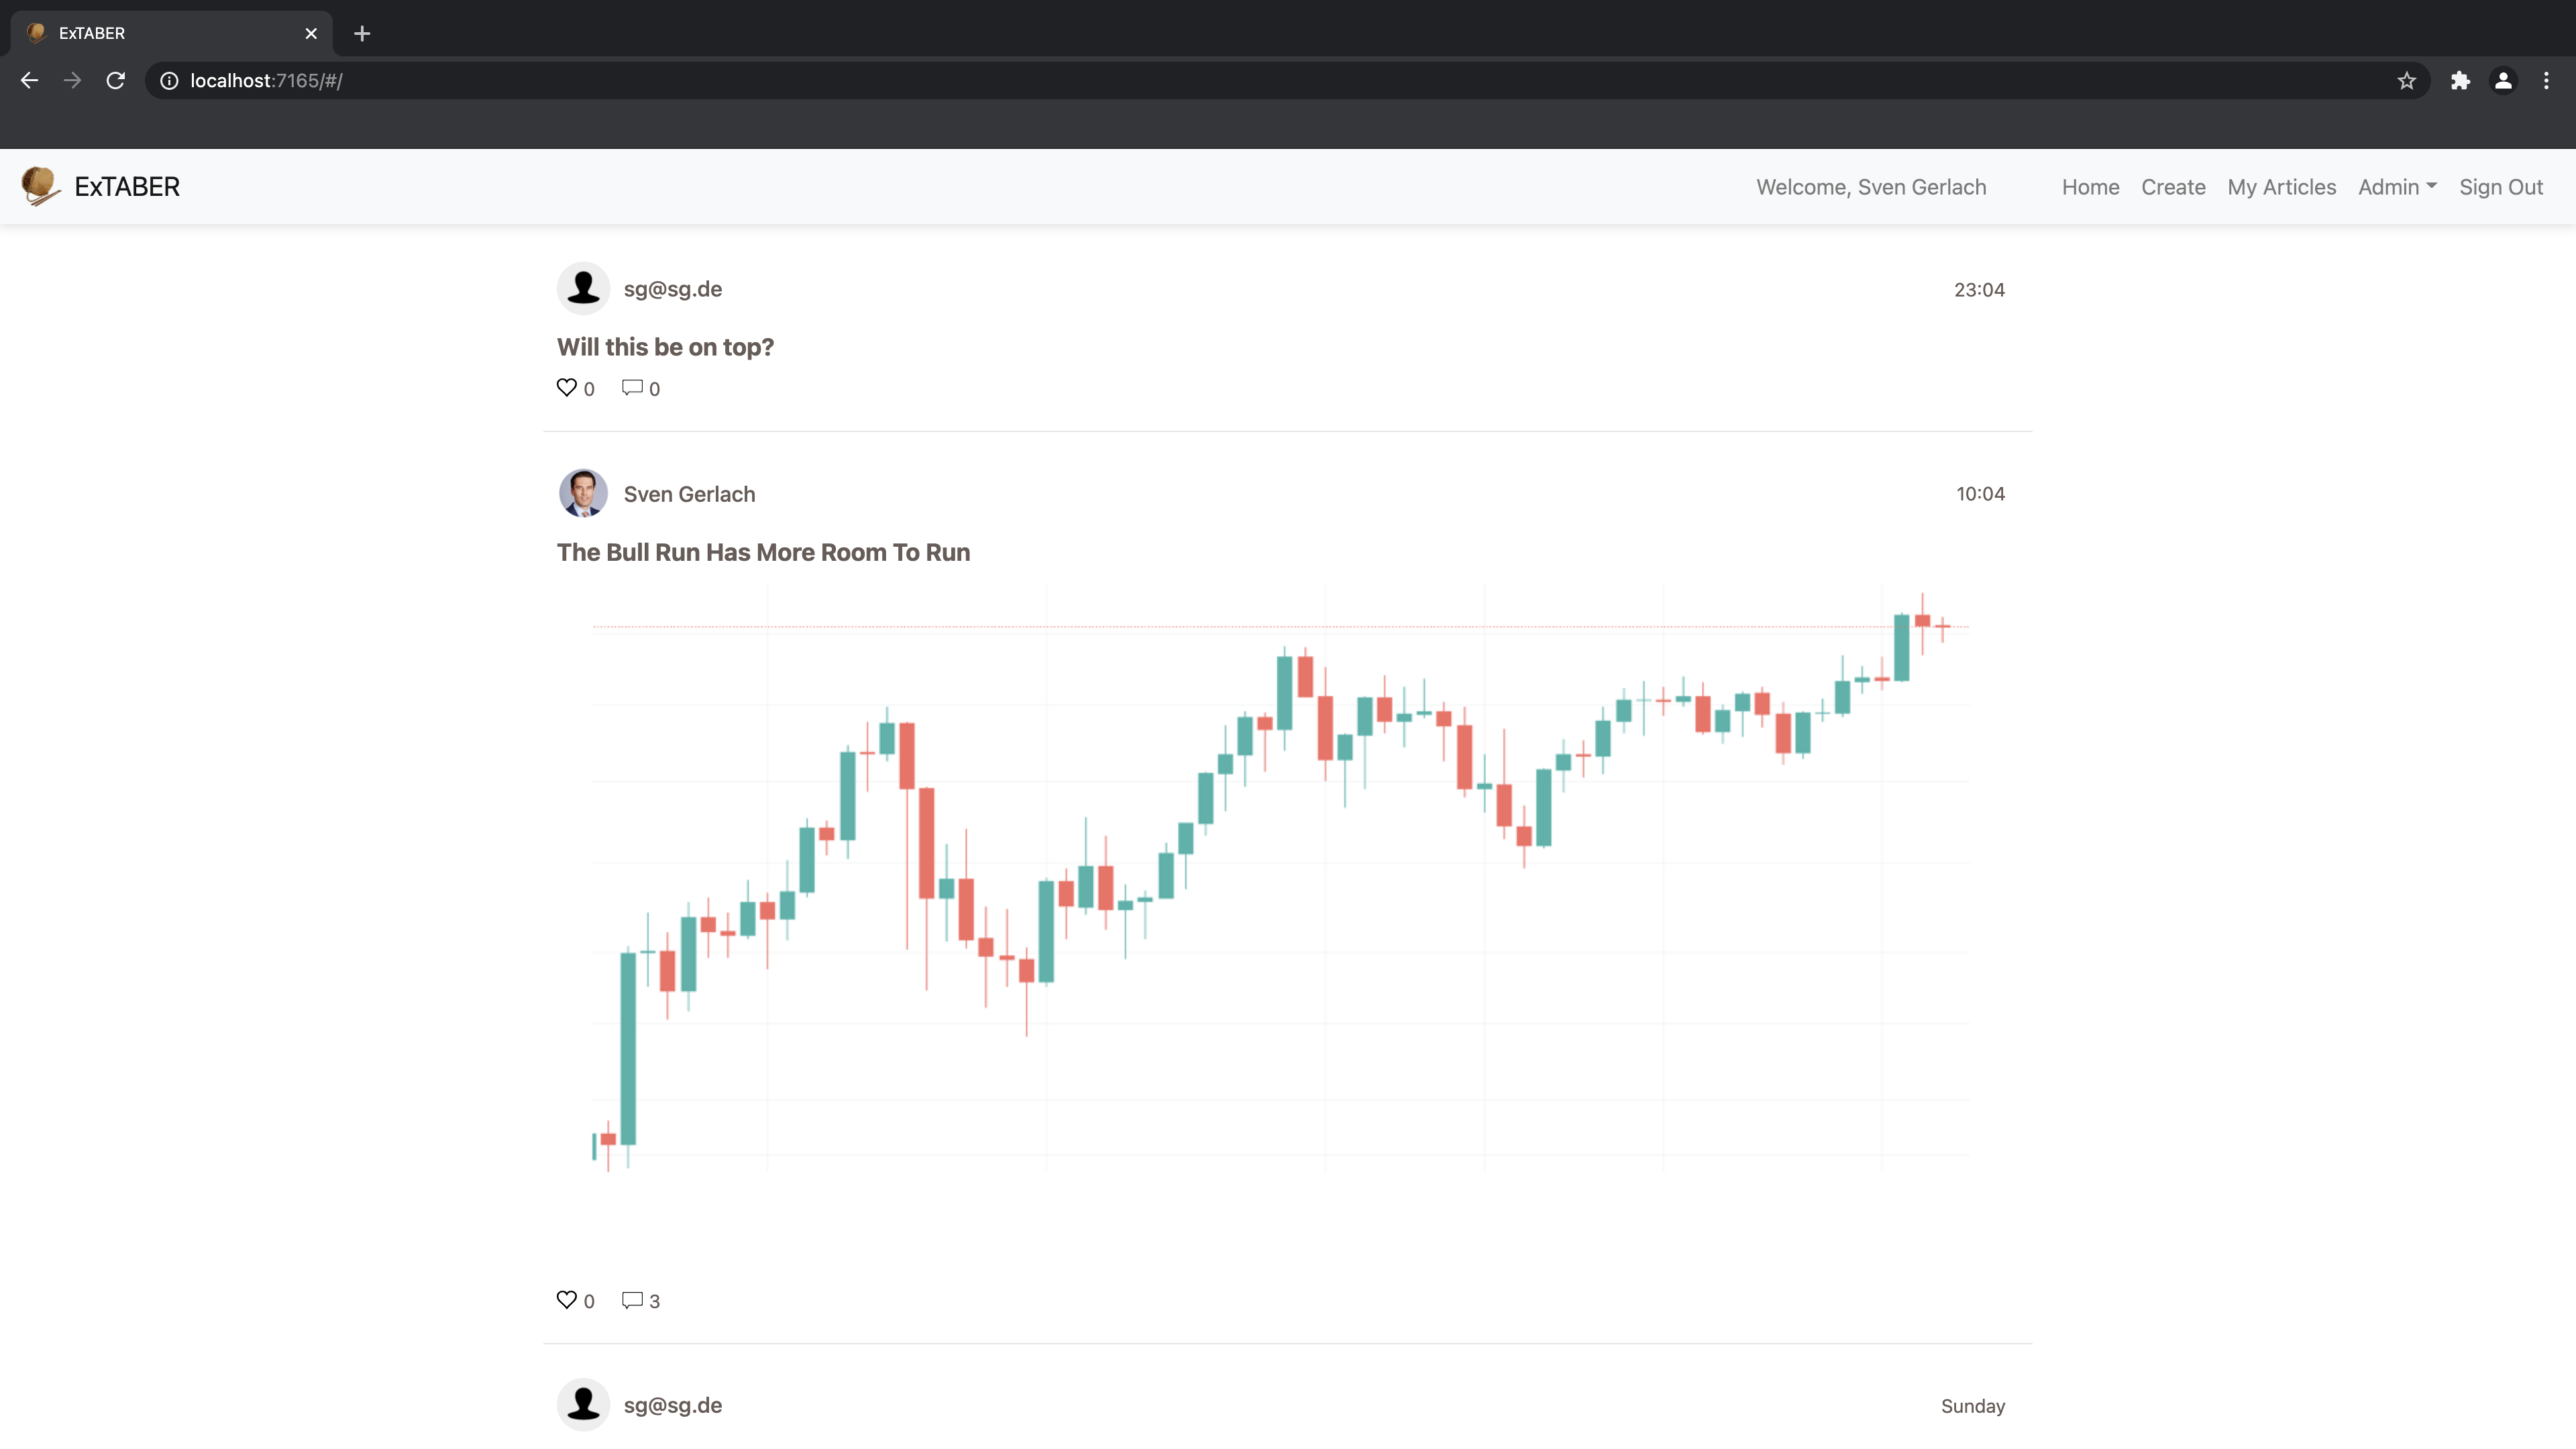 ExTABER
localhost:7165/#/
ExTABER
Welcome, Sven Gerlach Home Create My Articles Admin Sign Out
sg@sg.de 23:04
Will this be on top?
0 0
Sven Gerlach 10:04
The Bull Run Has More Room To Run
0 3
sg@sg.de Sunday